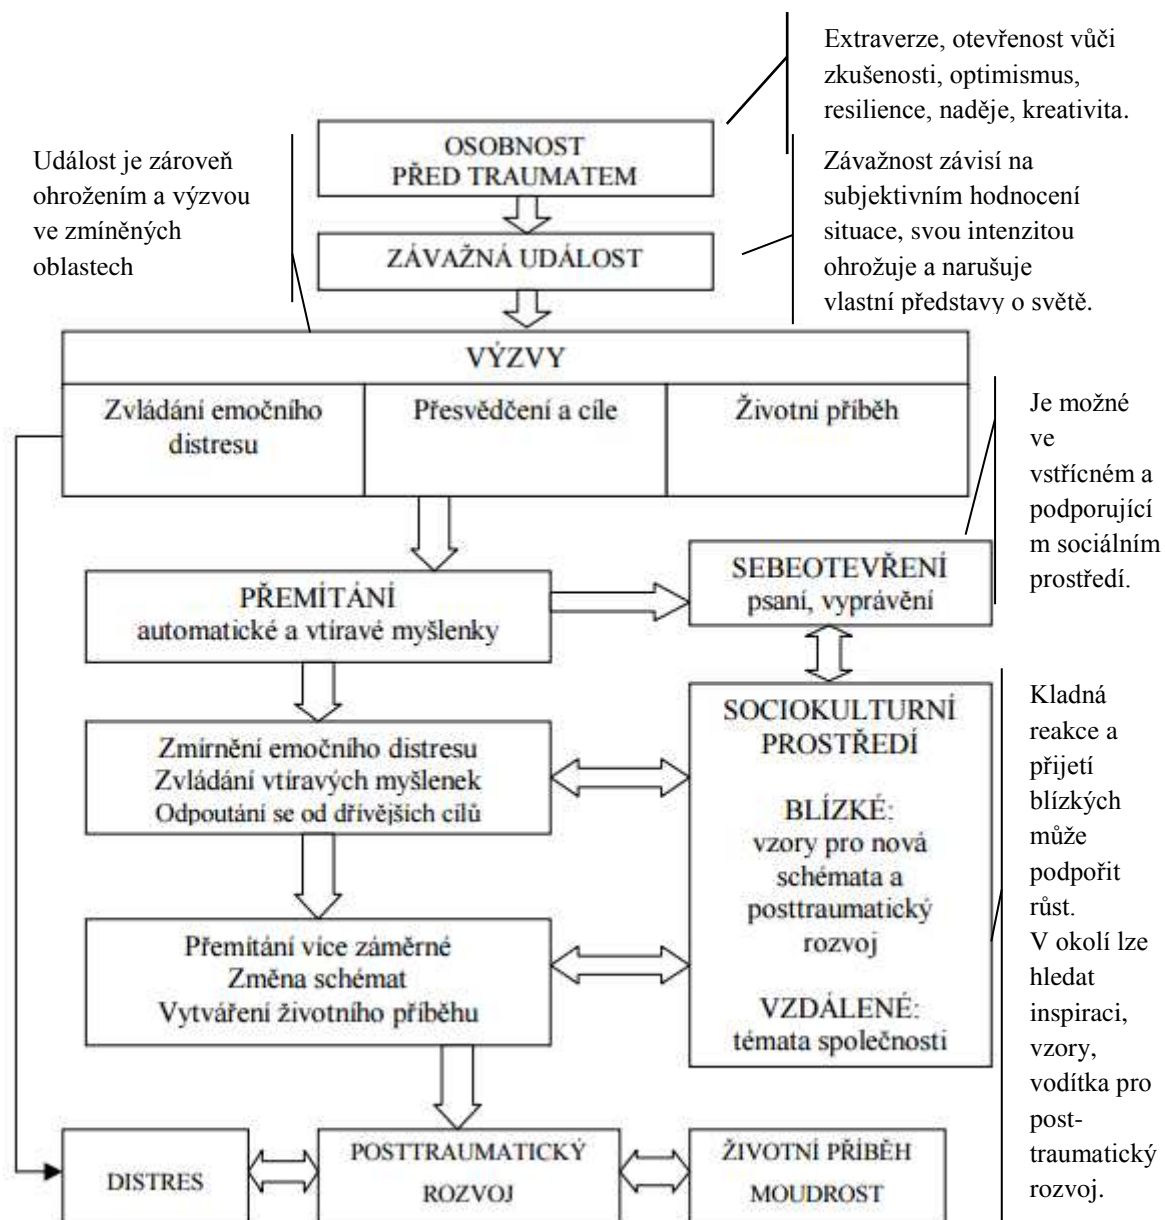 Extraverze, otevřenost vůči
zkušenosti, optimismus,
resilience, naděje, kreativita.
OSOBNOST
PŘED TRAUMATEM
Událost je zároveň
ohrožením a výzvou
ve zmíněných
oblastech
Závažnost závisí na
subjektivním hodnocení
situace, svou intenzitou
ohrožuje a narušuje
vlastní představy o světě.
ZÁVAŽNÁ UDÁLOST
VÝZVY
Zvládání emočního
distresu
Přesvědčení a cíle
Životní příběh
Je možné
ve
vstřícném a
podporující
m sociálním
prostředí.
PŘEMÍTÁNÍ
automatické a vtíravé myšlenky
SEBEOTEVŘENÍ
psaní, vyprávění
Zmírnění emočního distresu
Zvládání vtíravých myšlenek
Odpoutání se od dřívějších cílů
SOCIOKULTURNÍ
PROSTŘEDÍ
BLÍZKÉ:
vzory pro nová
schémata a
posttraumatický
rozvoj
VZDÁLENÉ:
témata společnosti
Kladná
reakce a
přijetí
blízkých
může
podpořit
růst.
V okolí lze
hledat
inspiraci,
vzory,
vodítka pro
post-
traumatický
rozvoj.
Přemítání více záměrné
Změna schémat
Vytváření životního příběhu
DISTRES
POSTTRAUMATICKÝ
ROZVOJ
ŽIVOTNÍ PŘÍBĚH
MOUDROST